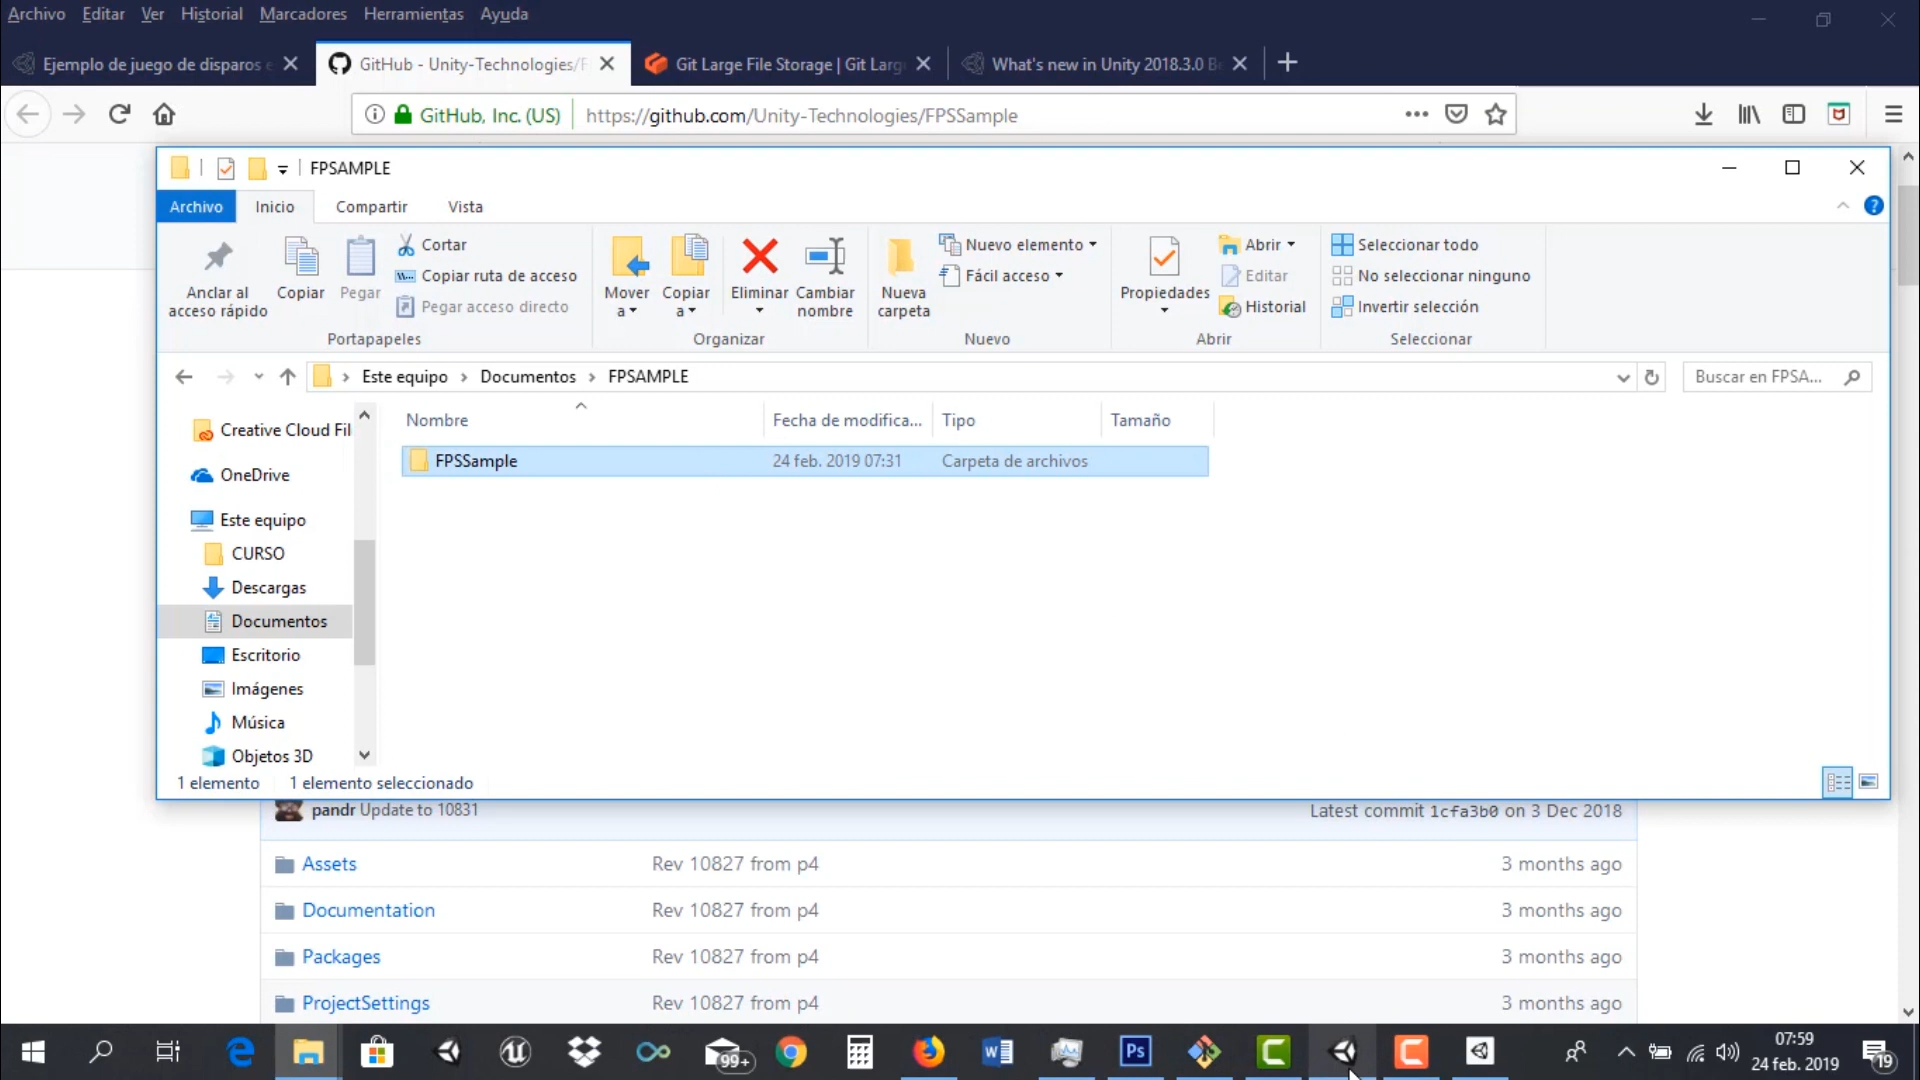 Archivo Editar Ver Historial Marcadores Herramientas Ayuda
Ejemplo de juego de disparos e
GitHub - Unity-Technologies/F
Git Large File Storage | Git Larg
What's new in Unity 2018.3.0 Be
GitHub, Inc. (US) https://github.com/Unity-Technologies/FPSSample
FPSAMPLE
Archivo Inicio Compartir Vista
Anclar al acceso rápido
Copiar
Pegar
Cortar
Copiar ruta de acceso
Pegar acceso directo
Portapapeles
Mover a
Copiar a
Eliminar
Cambiar nombre
Organizar
Nueva carpeta
Nuevo elemento
Fácil acceso
Nuevo
Propiedades
Abrir
Editar
Historial
Abrir
Seleccionar todo
No seleccionar ninguno
Invertir selección
Seleccionar
Este equipo › Documentos › FPSAMPLE
Buscar en FPSA...
Creative Cloud Fil
OneDrive
Este equipo
CURSO
Descargas
Documentos
Escritorio
Imágenes
Música
Objetos 3D
Nombre Fecha de modifica... Tipo Tamaño
FPSSample 24 feb. 2019 07:31 Carpeta de archivos
1 elemento 1 elemento seleccionado
pandr Update to 10831 Latest commit 1cfa3b0 on 3 Dec 2018
Assets Rev 10827 from p4 3 months ago
Documentation Rev 10827 from p4 3 months ago
Packages Rev 10827 from p4 3 months ago
ProjectSettings Rev 10827 from p4 3 months ago
99+
Ps
07:59
24 feb. 2019
19